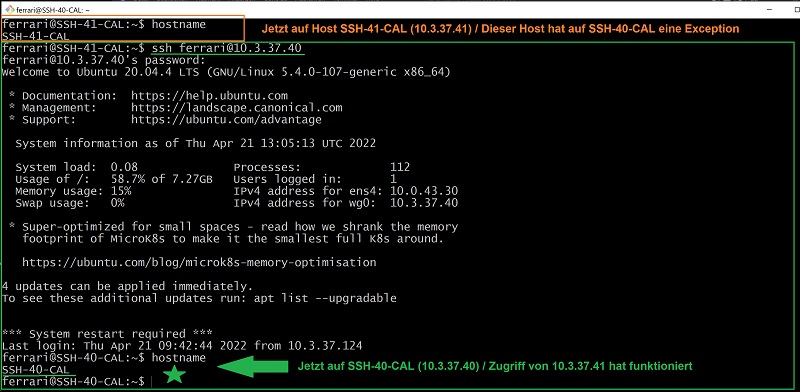 ferrari@SSH-41-CAL: ~
ferrari@SSH-41-CAL:~$ hostname
SSH-41-CAL
Jetzt auf Host SSH-41-CAL (10.3.37.41) / Dieser Host hat auf SSH-40-CAL eine Exception
ferrari@SSH-41-CAL:~$ ssh ferrari@10.3.37.40
ferrari@10.3.37.40's password:
Welcome to Ubuntu 20.04.4 LTS (GNU/Linux 5.4.0-107-generic x86_64)
* Documentation: https://help.ubuntu.com
* Management: https://landscape.canonical.com
* Support: https://ubuntu.com/advantage
System information as of Thu Apr 21 13:05:13 UTC 2022
System load: 0.08 Processes: 112
Usage of /: 58.7% of 7.27GB Users logged in: 1
Memory usage: 15% IPv4 address for ens4: 10.0.43.30
Swap usage: 0% IPv4 address for wg0: 10.3.37.40
* Super-optimized for small spaces - read how we shrank the memory
footprint of MicroK8s to make it the smallest full K8s around.
https://ubuntu.com/blog/microk8s-memory-optimisation
4 updates can be applied immediately.
To see these additional updates run: apt list --upgradable
*** System restart required ***
Last login: Thu Apr 21 09:42:44 2022 from 10.3.37.124
ferrari@SSH-40-CAL:~$ hostname
SSH-40-CAL
Jetzt auf SSH-40-CAL (10.3.37.40) / Zugriff von 10.3.37.41 hat funktioniert
ferrari@SSH-40-CAL:~$